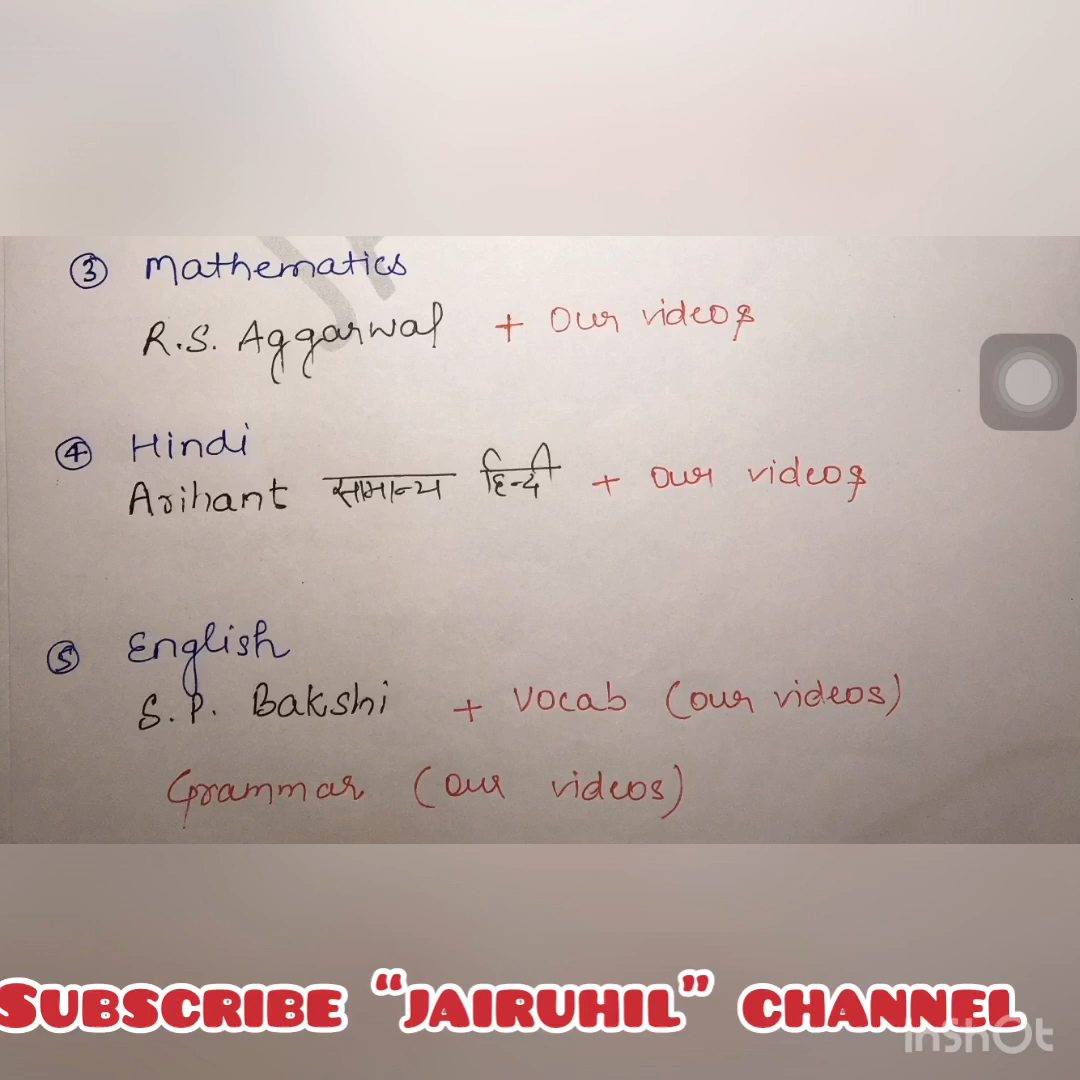 ③ Mathematics
R.S. Aggarwal + Our videos
④ Hindi
Arihant सामान्य हिन्दी + Our videos
⑤ English
S.P. Bakshi + Vocab (our videos)
Grammar (our videos)
SUBSCRIBE “JAIRUHIL” CHANNEL
InShOt